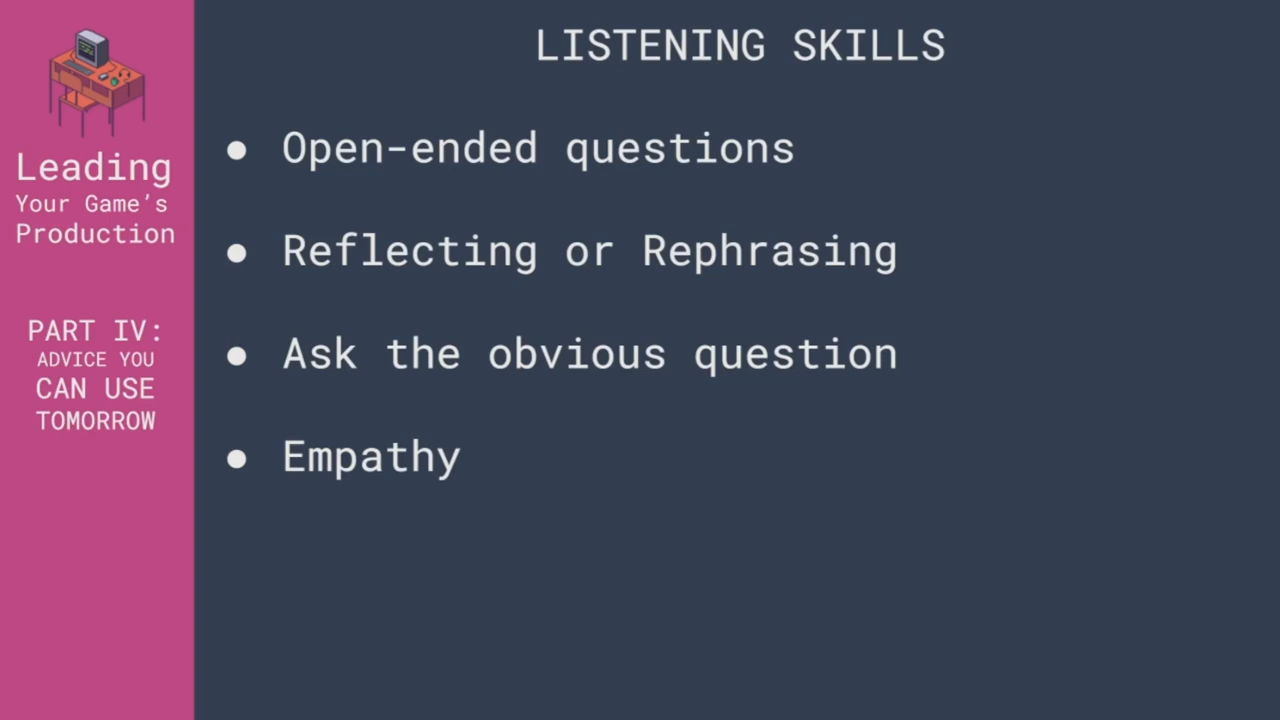 Leading
Your Game's
Production
PART IV:
ADVICE YOU
CAN USE
TOMORROW
LISTENING SKILLS
● Open-ended questions
● Reflecting or Rephrasing
● Ask the obvious question
● Empathy